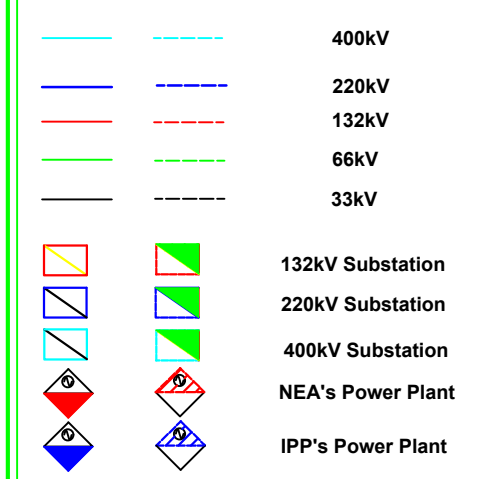 400kV
220kV
132kV
66kV
33kV
132kV Substation
220kV Substation
400kV Substation
NEA's Power Plant
IPP's Power Plant